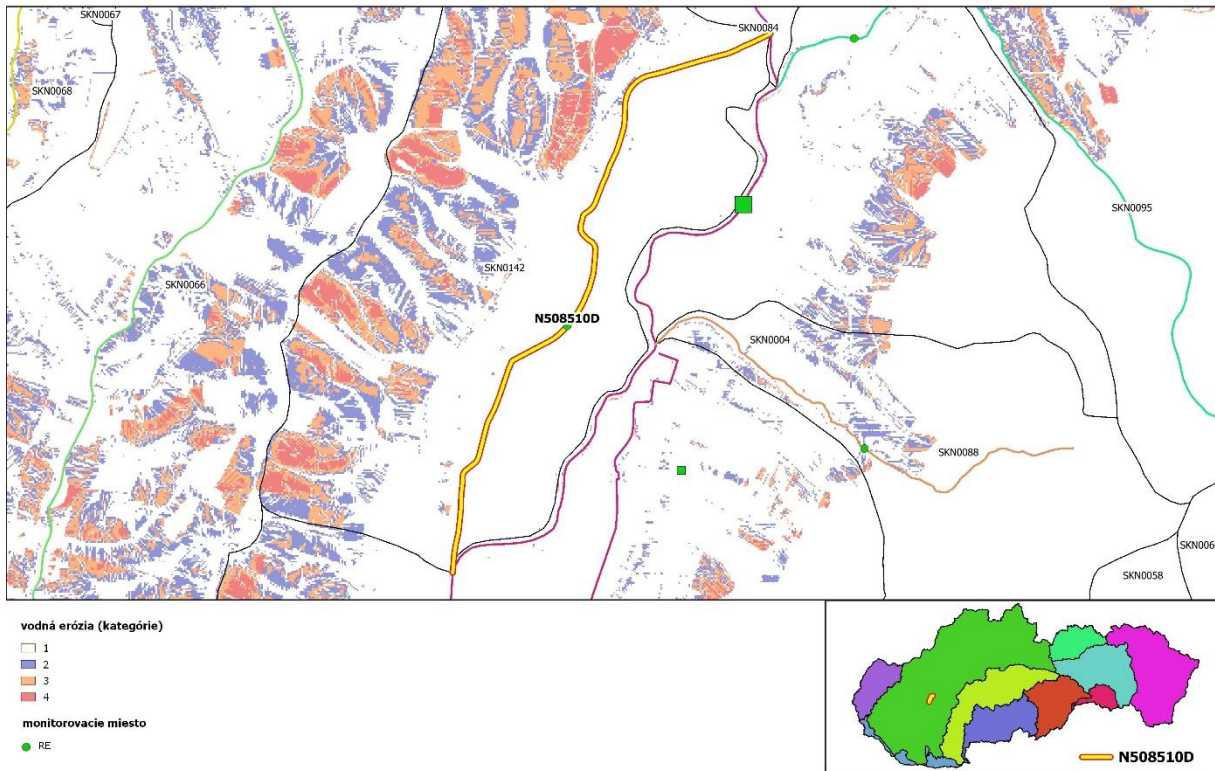 SKN0067
SKN0084
SKN0068
SKN0095
SKN0142
SKN0066
N508510D
SKN0004
SKN0088
SKN006
SKN0058
vodná erózia (kategórie)
1
2
3
4
monitorovacie miesto
RE
N508510D